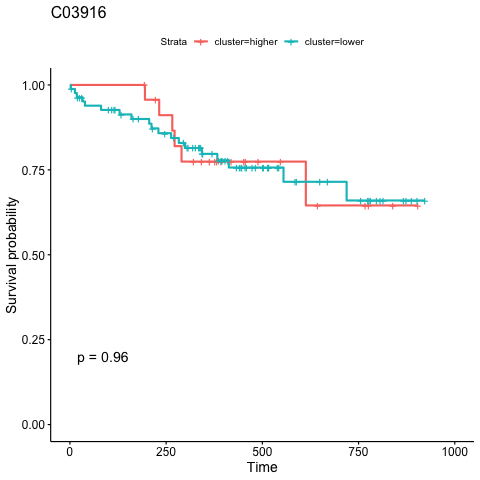 C03916
Strata cluster=higher cluster=lower
1.00
0.75
0.50
0.25
0.00
Survival probability
p = 0.96
0 250 500 750 1000
Time